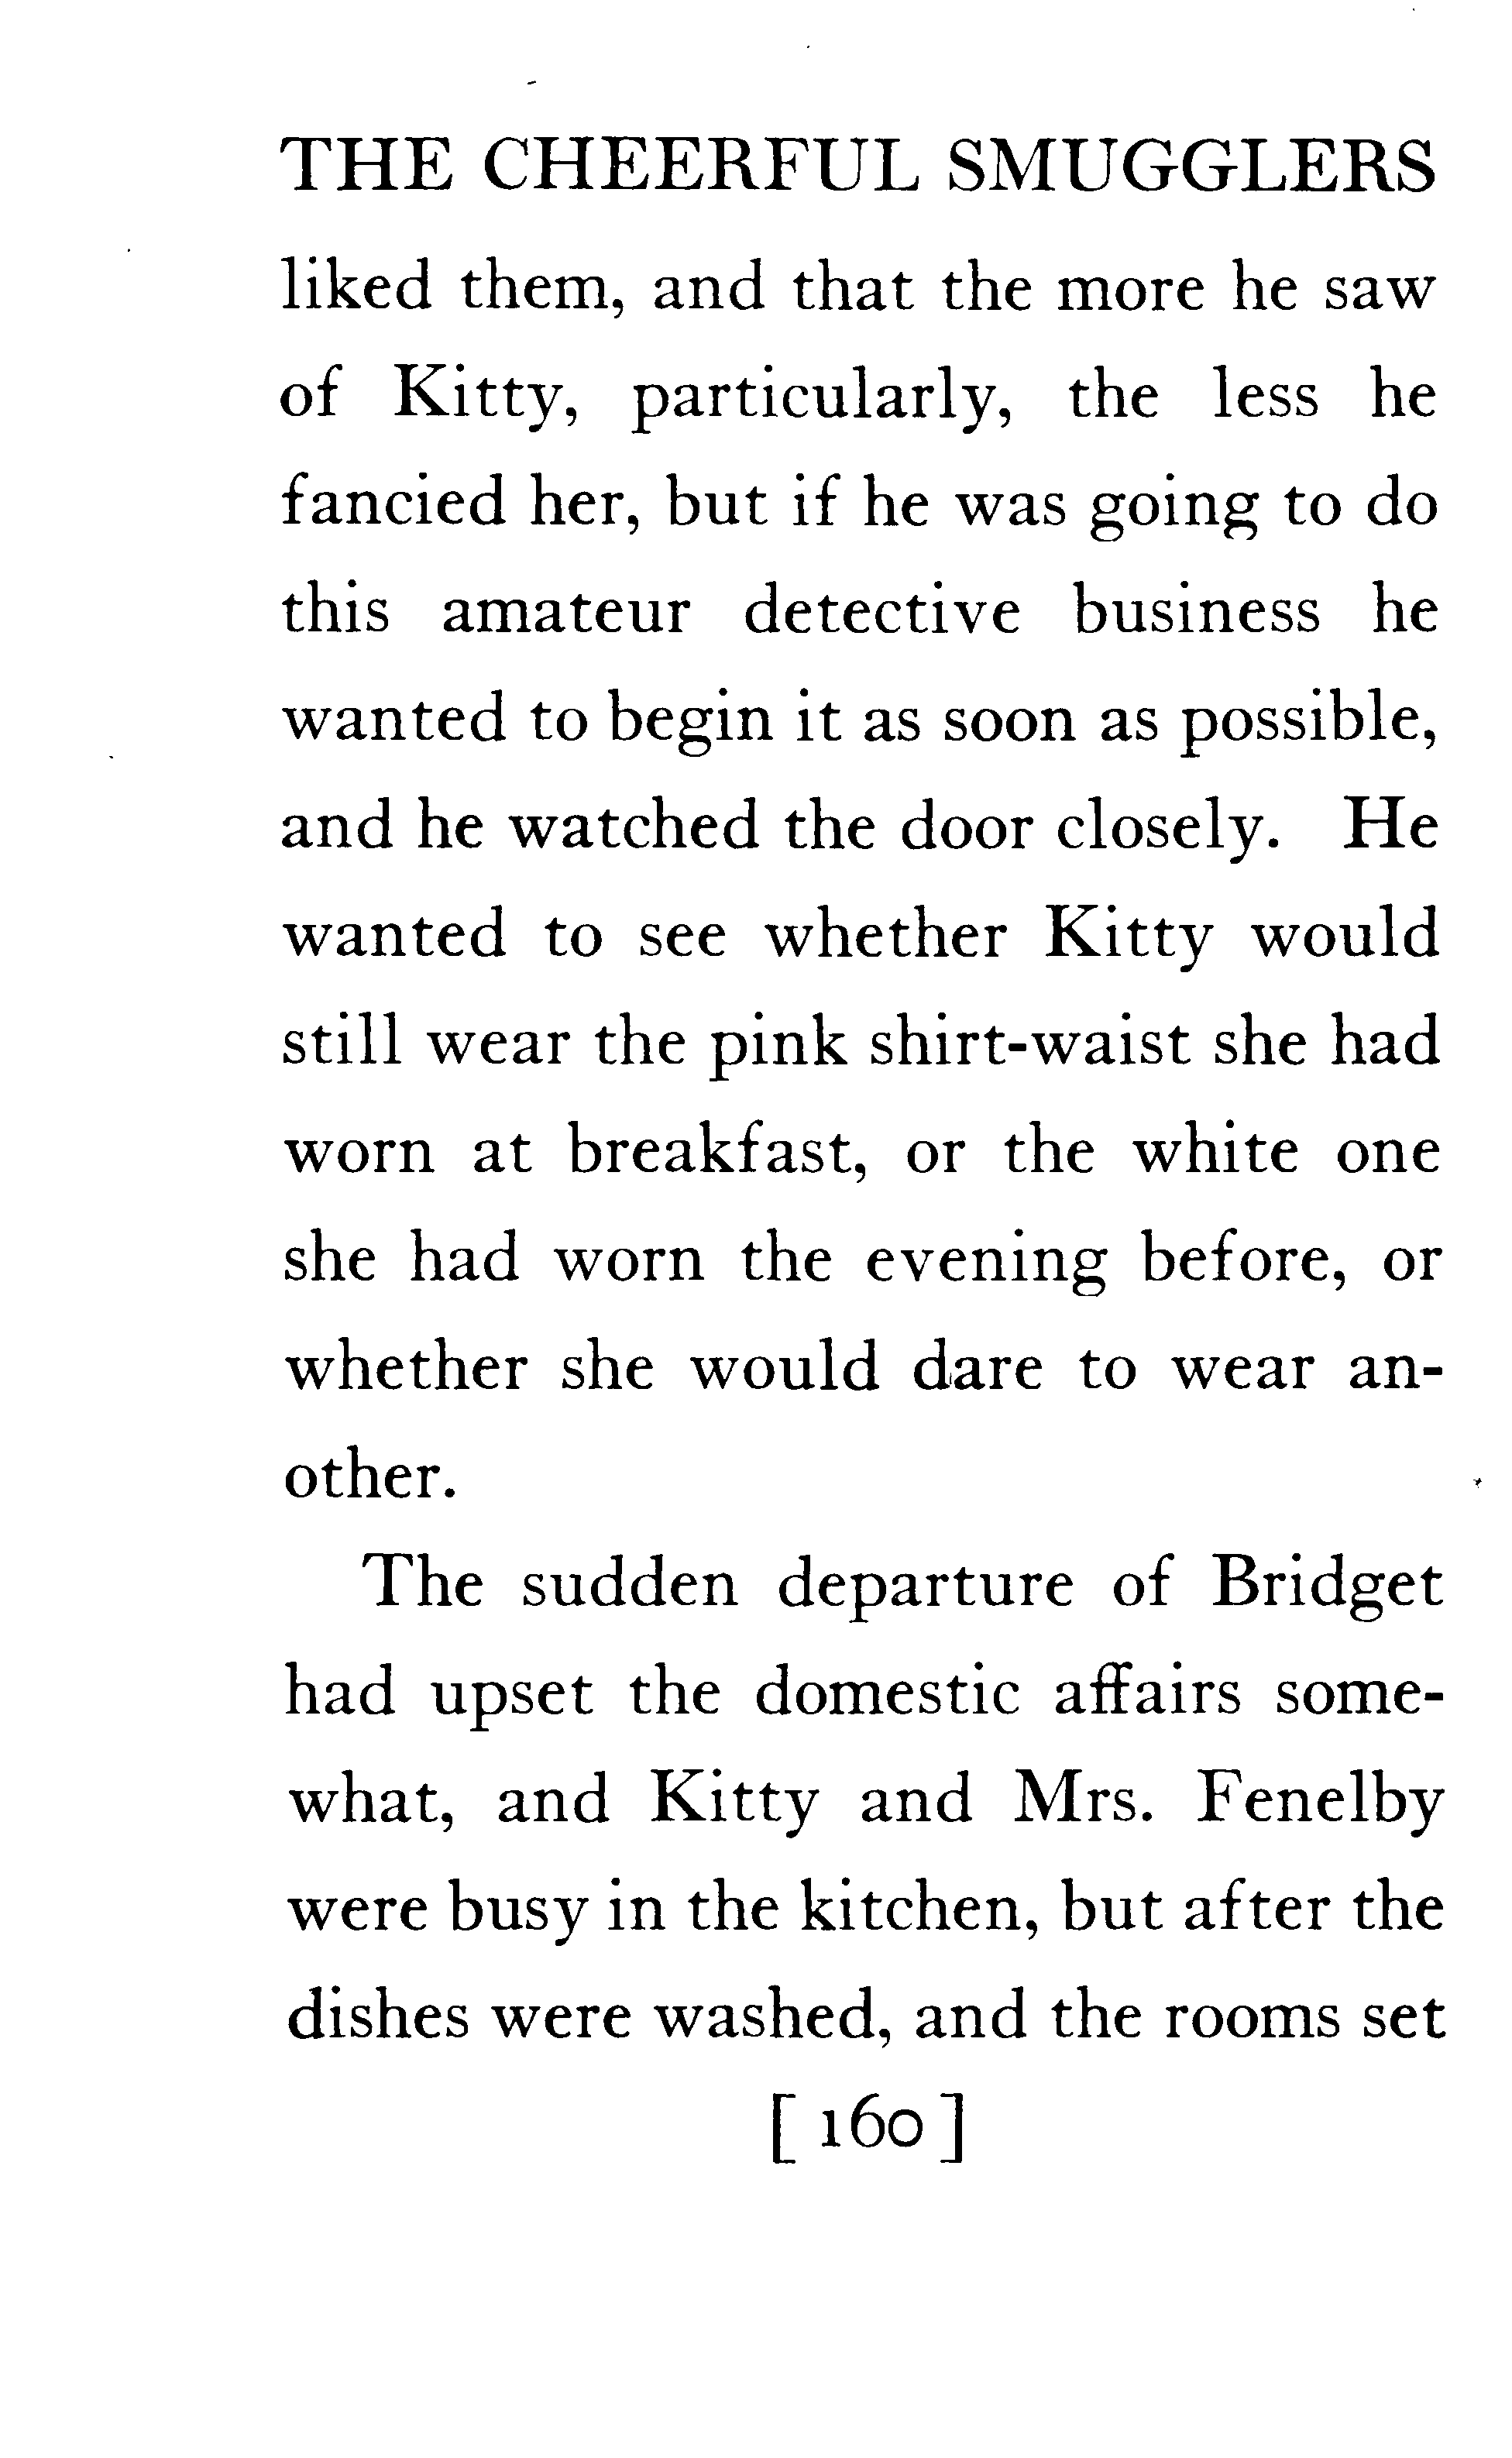 THE CHEERFUL SMUGGLERS
liked them, and that the more he saw
of Kitty, particularly, the less he
fancied her, but if he was going to do
this amateur detective business he
wanted to begin it as soon as possible,
and he watched the door closely. He
wanted to see whether Kitty would
still wear the pink shirt-waist she had
worn at breakfast, or the white one
she had worn the evening before, or
whether she would dare to wear an-
other.
The sudden departure of Bridget
had upset the domestic affairs some-
what, and Kitty and Mrs. Fenelby
were busy in the kitchen, but after the
dishes were washed, and the rooms set
[ 160 ]